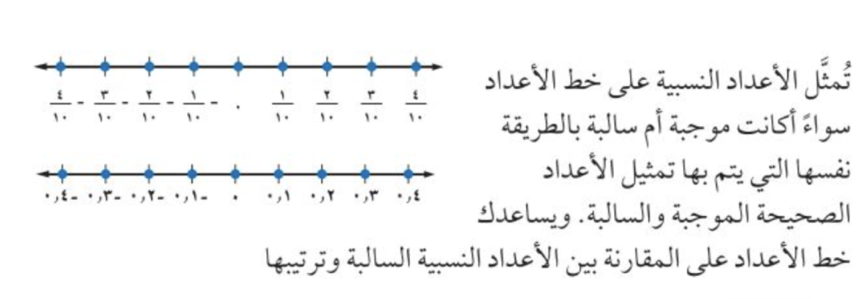 تُمثَّل الأعداد النسبية على خط الأعداد
سواءً أكانت موجبة أم سالبة بالطريقة
نفسها التي يتم بها تمثيل الأعداد
الصحيحة الموجبة والسالبة. ويساعدك
خط الأعداد على المقارنة بين الأعداد النسبية السالبة وترتيبها
-٤/١٠ -٣/١٠ -٢/١٠ -١/١٠ ٠ ١/١٠ ٢/١٠ ٣/١٠ ٤/١٠
-٠٫٤ -٠٫٣ -٠٫٢ -٠٫١ ٠ ٠٫١ ٠٫٢ ٠٫٣ ٠٫٤